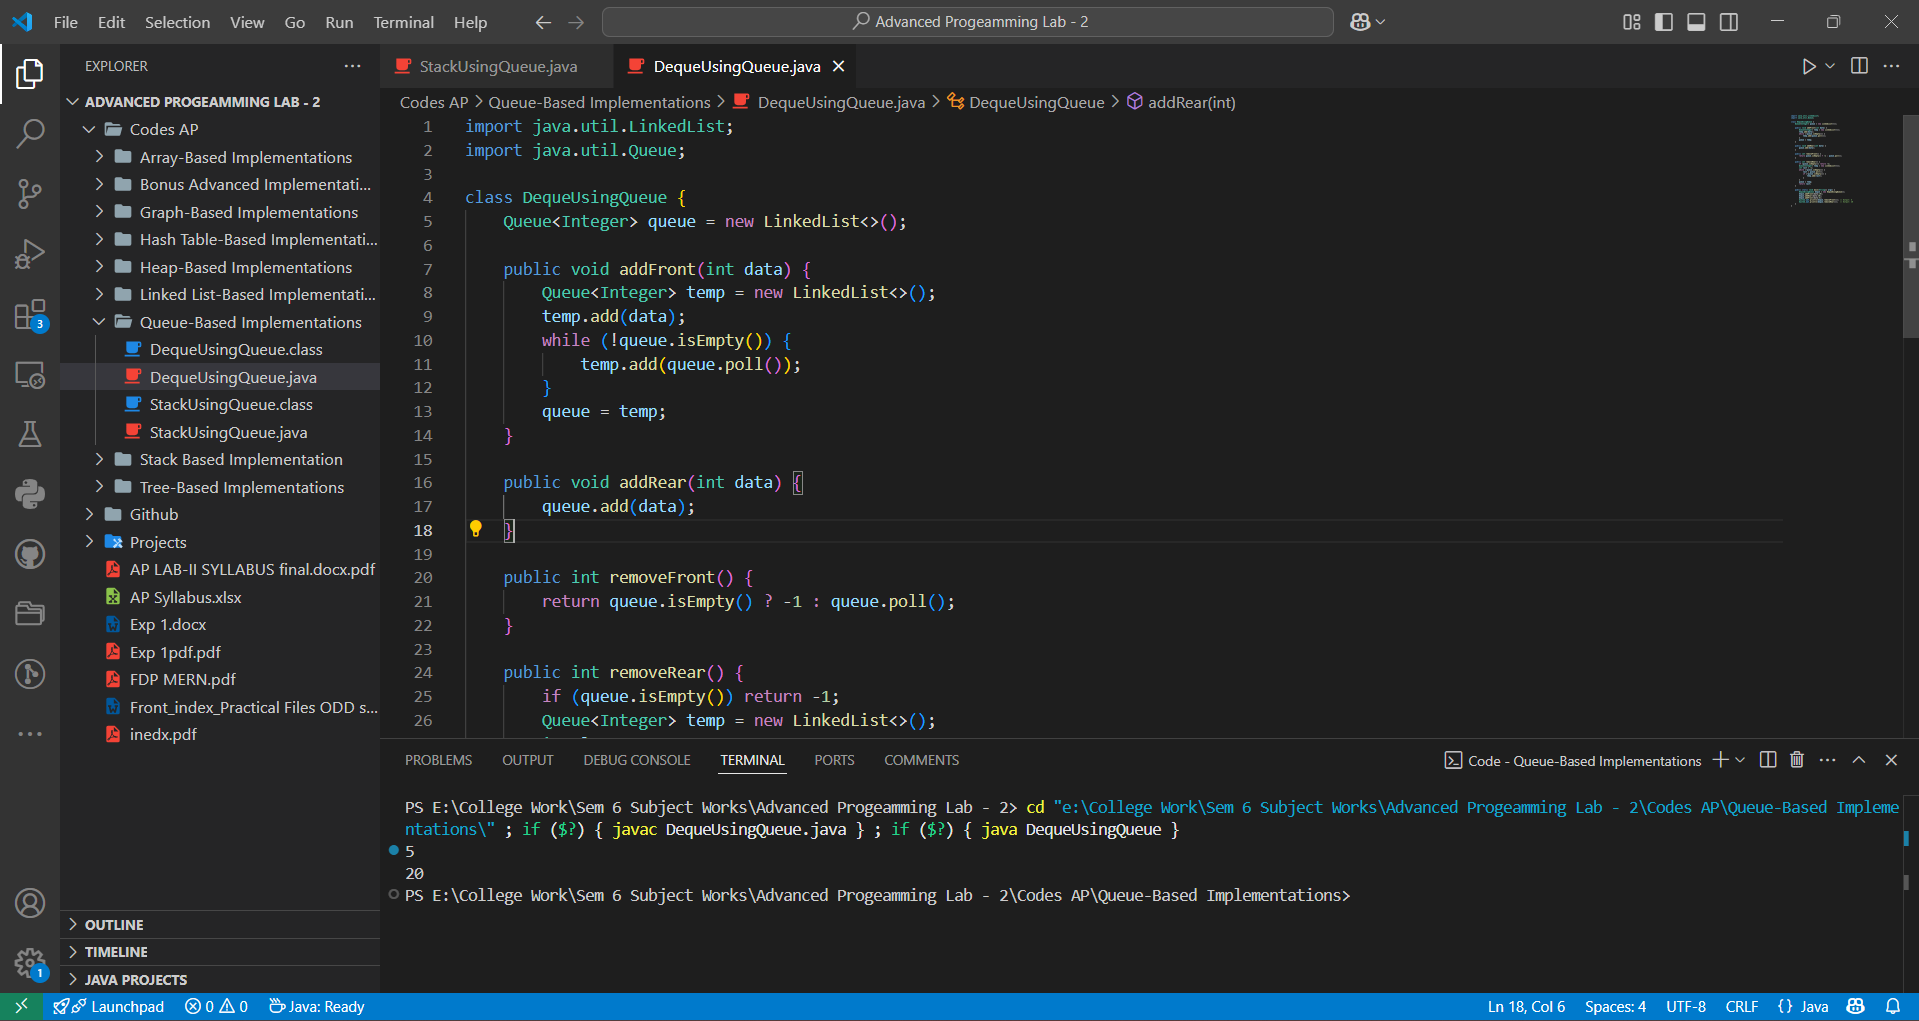 File Edit Selection View Go Run Terminal Help
Advanced Progeamming Lab - 2
EXPLORER
ADVANCED PROGEAMMING LAB - 2
Codes AP
Array-Based Implementations
Bonus Advanced Implementati...
Graph-Based Implementations
Hash Table-Based Implementati...
Heap-Based Implementations
Linked List-Based Implementati...
Queue-Based Implementations
DequeUsingQueue.class
DequeUsingQueue.java
StackUsingQueue.class
StackUsingQueue.java
Stack Based Implementation
Tree-Based Implementations
Github
Projects
AP LAB-II SYLLABUS final.docx.pdf
AP Syllabus.xlsx
Exp 1.docx
Exp 1pdf.pdf
FDP MERN.pdf
Front_index_Practical Files ODD s...
inedx.pdf
OUTLINE
TIMELINE
JAVA PROJECTS
3
1
StackUsingQueue.java DequeUsingQueue.java
Codes AP > Queue-Based Implementations > DequeUsingQueue.java > DequeUsingQueue > addRear(int)
1 import java.util.LinkedList;
2 import java.util.Queue;
3
4 class DequeUsingQueue {
5 Queue<Integer> queue = new LinkedList<>();
6
7 public void addFront(int data) {
8 Queue<Integer> temp = new LinkedList<>();
9 temp.add(data);
10 while (!queue.isEmpty()) {
11 temp.add(queue.poll());
12 }
13 queue = temp;
14 }
15
16 public void addRear(int data) {
17 queue.add(data);
18 }
19
20 public int removeFront() {
21 return queue.isEmpty() ? -1 : queue.poll();
22 }
23
24 public int removeRear() {
25 if (queue.isEmpty()) return -1;
26 Queue<Integer> temp = new LinkedList<>();
PROBLEMS OUTPUT DEBUG CONSOLE TERMINAL PORTS COMMENTS
Code - Queue-Based Implementations
PS E:\College Work\Sem 6 Subject Works\Advanced Progeamming Lab - 2> cd "e:\College Work\Sem 6 Subject Works\Advanced Progeamming Lab - 2\Codes AP\Queue-Based Impleme
ntations\" ; if ($?) { javac DequeUsingQueue.java } ; if ($?) { java DequeUsingQueue }
5
20
PS E:\College Work\Sem 6 Subject Works\Advanced Progeamming Lab - 2\Codes AP\Queue-Based Implementations>
Launchpad 0 0 Java: Ready
Ln 18, Col 6 Spaces: 4 UTF-8 CRLF {} Java